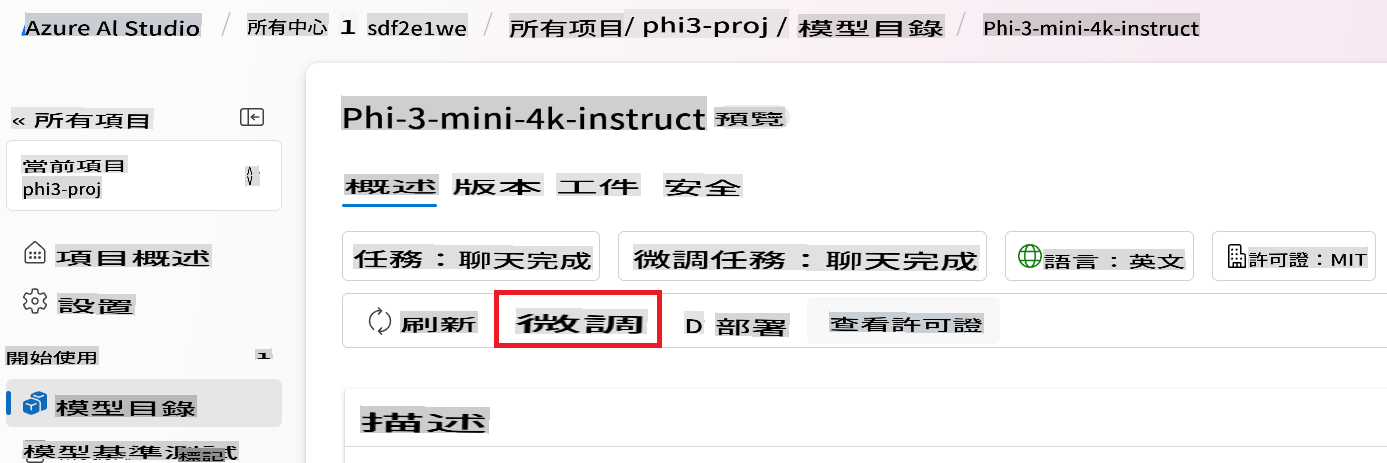 Azure Al Studio / 所有中心 1 sdf2e1we / 所有项目/ phi3-proj / 模型目錄 / Phi-3-mini-4k-instruct
« 所有項目
當前項目
phi3-proj
項目概述
設置
開始使用 1
模型目錄
模型基準測試
標記
Phi-3-mini-4k-instruct 預覽
概述 版本 工件 安全
任務：聊天完成 微調任務：聊天完成 語言：英文 許可證：MIT
刷新 微調 D 部署 查看許可證
描述